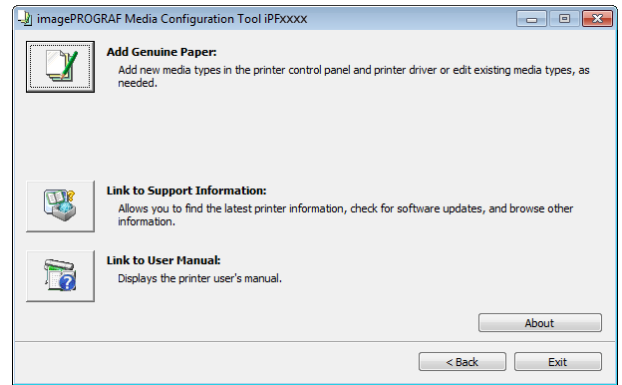 imagePROGRAF Media Configuration Tool iPFxxxx
Add Genuine Paper:
Add new media types in the printer control panel and printer driver or edit existing media types, as
needed.
Link to Support Information:
Allows you to find the latest printer information, check for software updates, and browse other
information.
Link to User Manual:
Displays the printer user's manual.
About
< Back
Exit